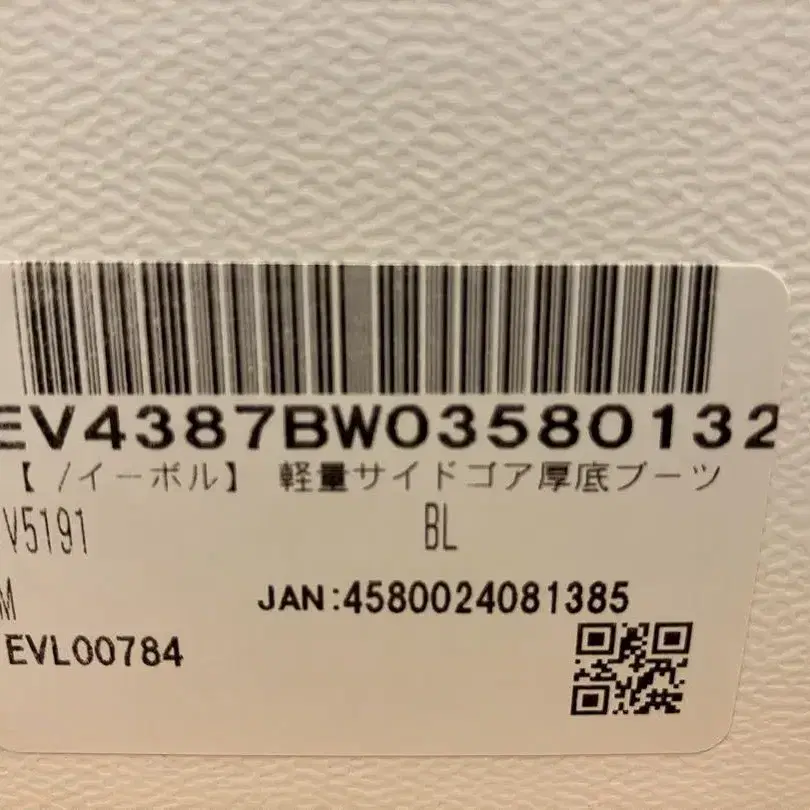 EV4387BW03580132
【 /イーボル】 軽量サイドゴア厚底ブーツ
V5191 BL
M JAN:4580024081385
EVL00784